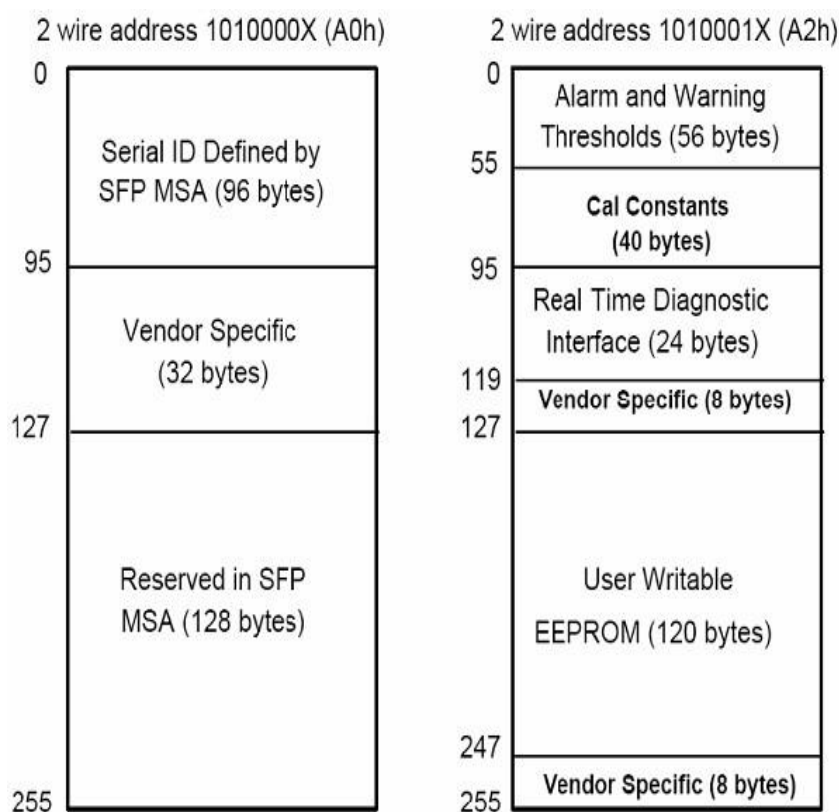 2 wire address 1010000X (A0h)
0
Serial ID Defined by
SFP MSA (96 bytes)
95
Vendor Specific
(32 bytes)
127
Reserved in SFP
MSA (128 bytes)
255
2 wire address 1010001X (A2h)
0
Alarm and Warning
Thresholds (56 bytes)
55
Cal Constants
(40 bytes)
95
Real Time Diagnostic
Interface (24 bytes)
119
Vendor Specific (8 bytes)
127
User Writable
EEPROM (120 bytes)
247
Vendor Specific (8 bytes)
255